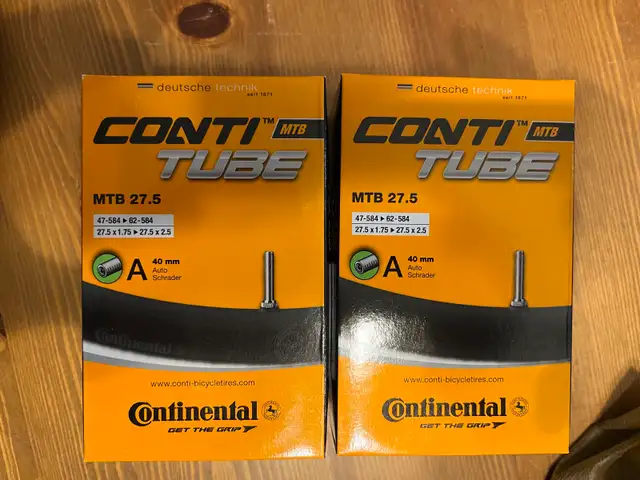 deutsche technik
seit 1871
CONTI™ MTB
TUBE
MTB 27.5
47-584 ▸ 62-584
27.5 x 1.75 ▸ 27.5 x 2.5
A
40 mm
Auto
Schrader
Continental
www.conti-bicycletires.com
Continental
GET THE GRIP
deutsche technik
seit 1871
CONTI™ MTB
TUBE
MTB 27.5
47-584 ▸ 62-584
27.5 x 1.75 ▸ 27.5 x 2.5
A
40 mm
Auto
Schrader
www.conti-bicycletires.com
Continental
GET THE GRIP